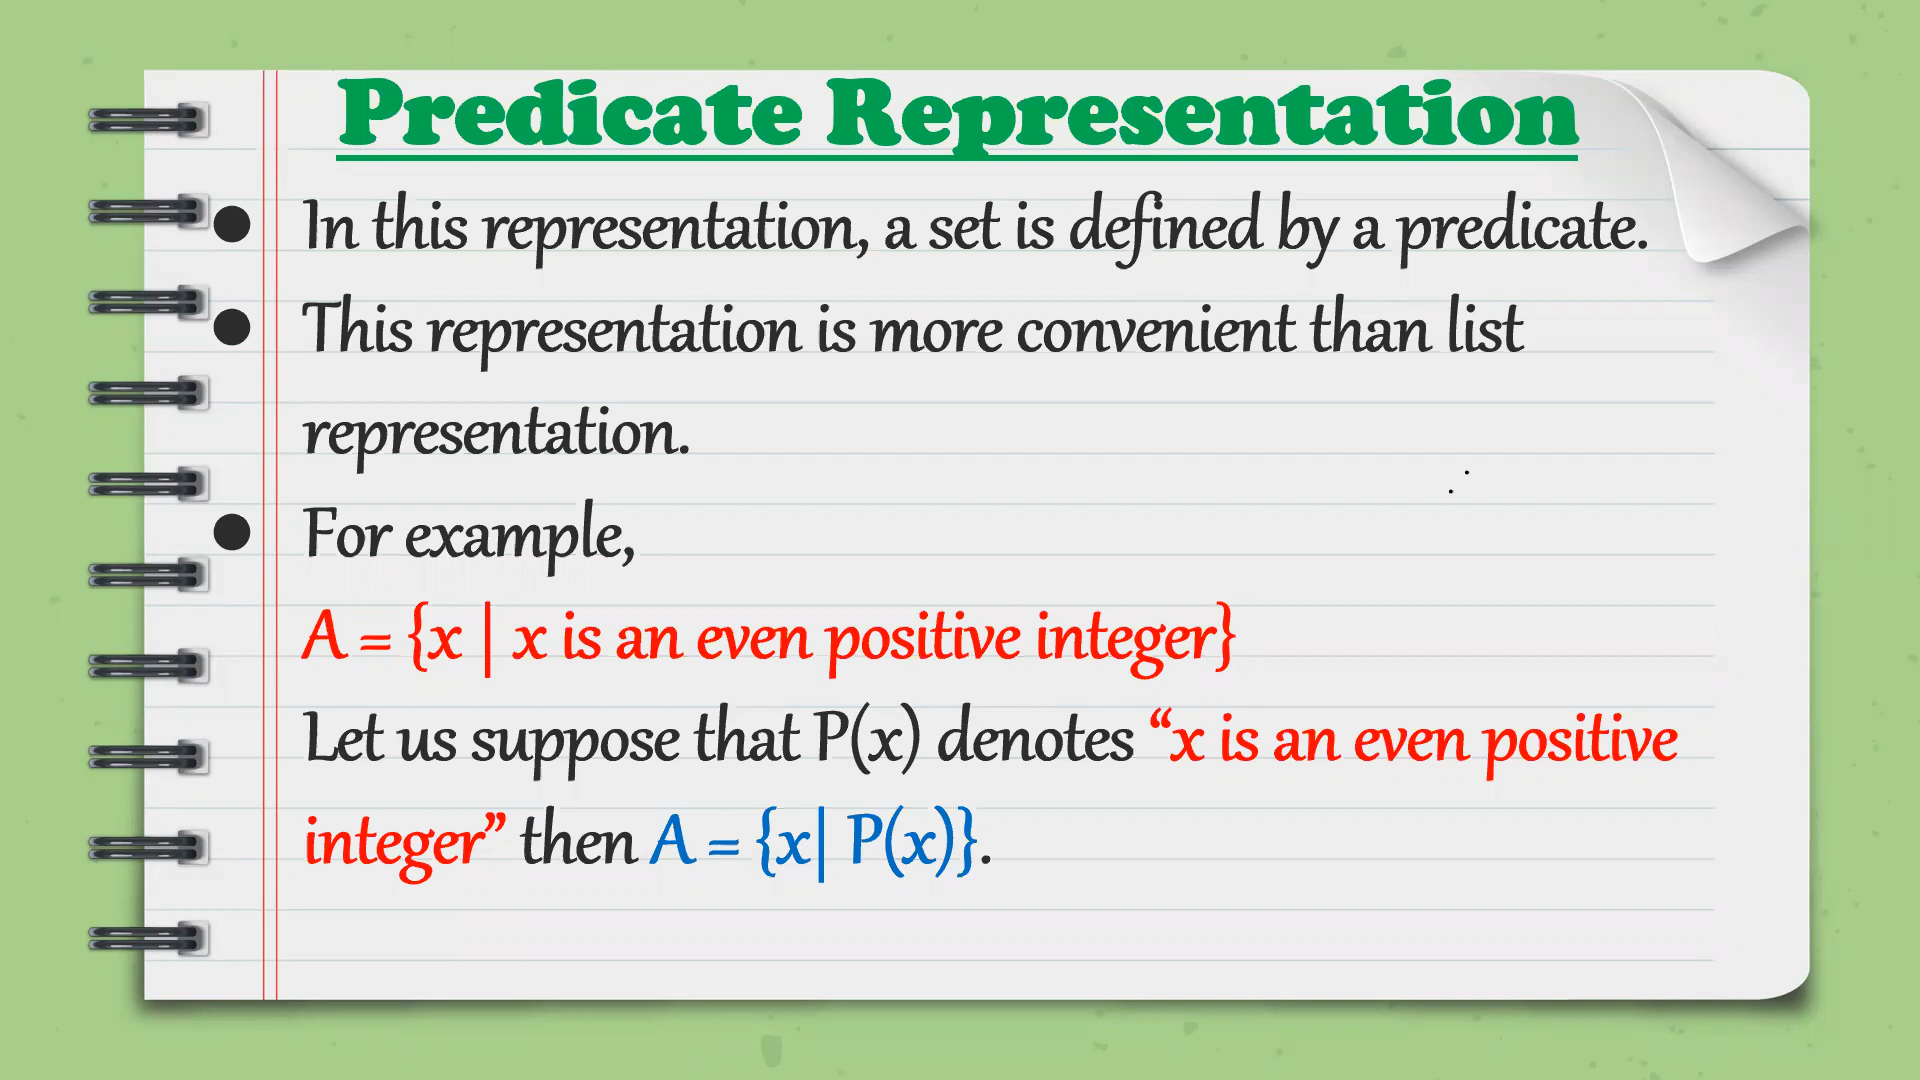 Predicate Representation
● In this representation, a set is defined by a predicate.
● This representation is more convenient than list
representation.
● For example,
A = {x | x is an even positive integer}
Let us suppose that P(x) denotes “x is an even positive
integer” then A = {x| P(x)}.